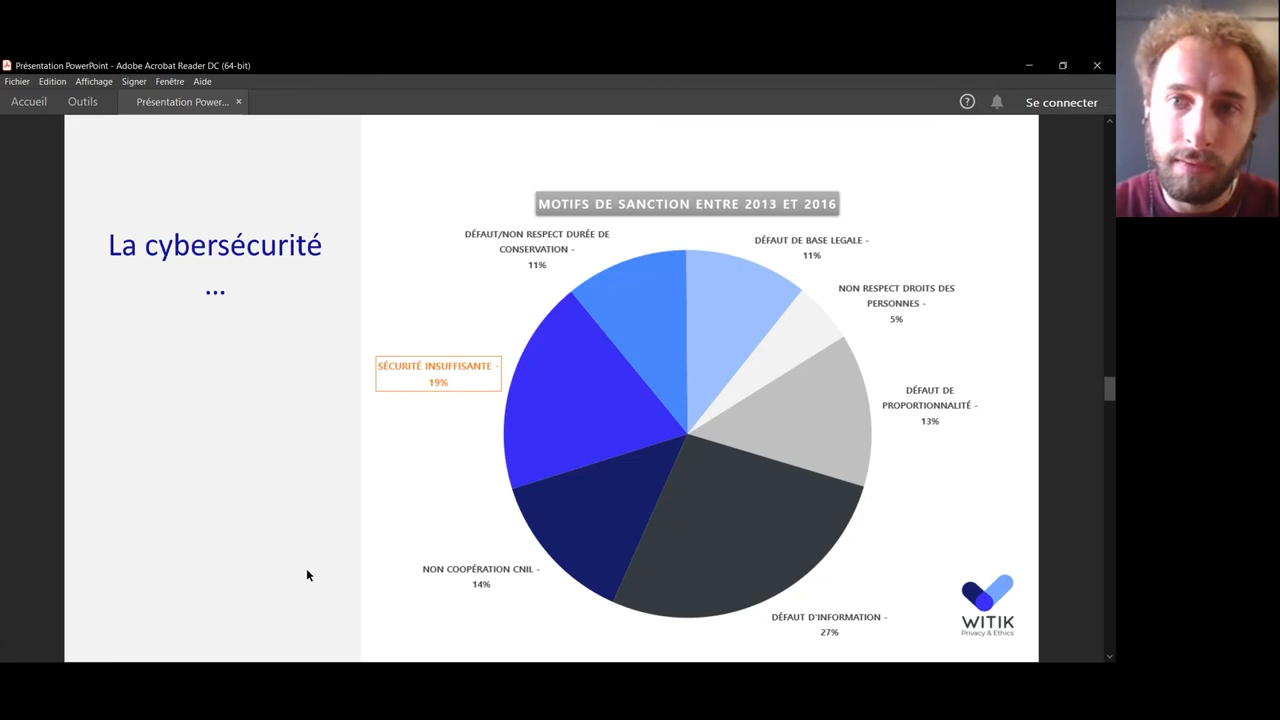 Présentation PowerPoint - Adobe Acrobat Reader DC (64-bit)
Fichier Edition Affichage Signer Fenêtre Aide
Accueil Outils Présentation Power... × Se connecter
MOTIFS DE SANCTION ENTRE 2013 ET 2016
DÉFAUT/NON RESPECT DURÉE DE
CONSERVATION -
11%
DÉFAUT DE BASE LEGALE -
11%
La cybersécurité
...
NON RESPECT DROITS DES
PERSONNES -
5%
SÉCURITÉ INSUFFISANTE -
19%
DÉFAUT DE
PROPORTIONNALITÉ -
13%
NON COOPÉRATION CNIL -
14%
DÉFAUT D'INFORMATION -
27%
WITIK
Privacy & Ethics